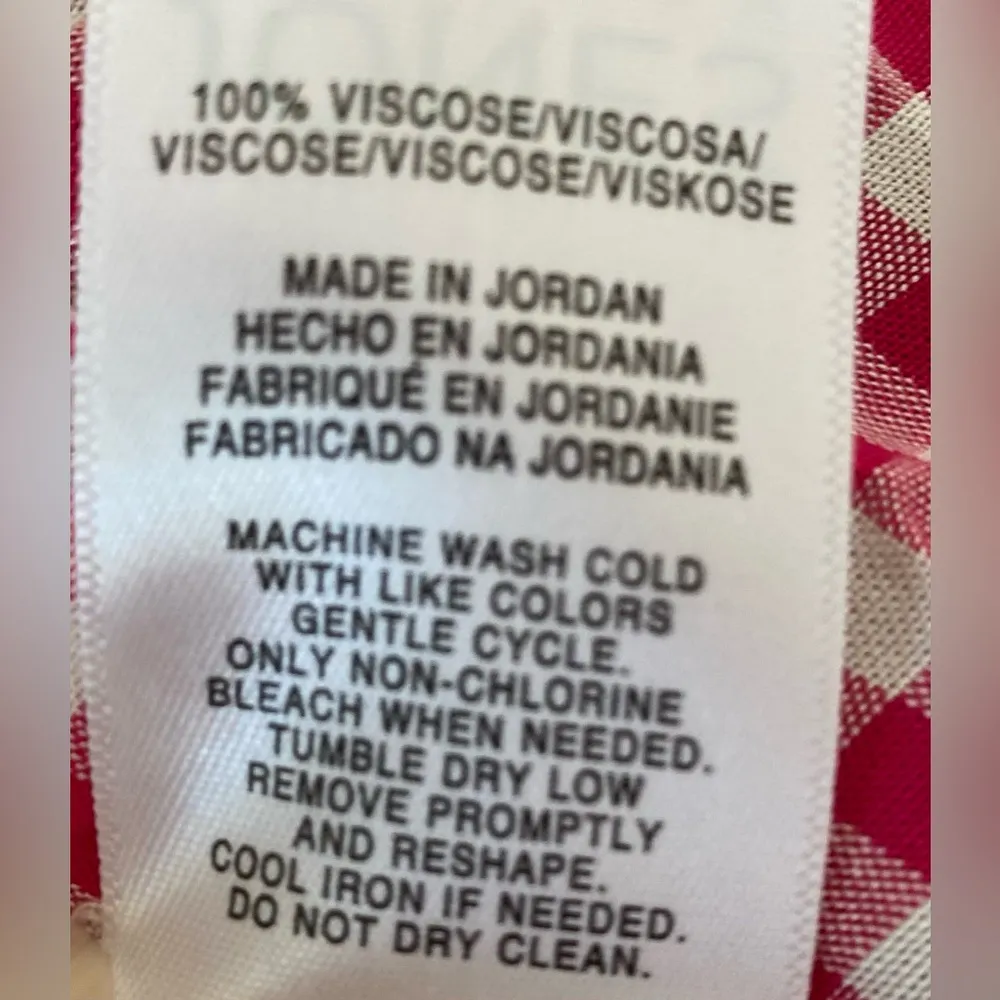 100% VISCOSE/VISCOSA/
VISCOSE/VISCOSE/VISKOSE
MADE IN JORDAN
HECHO EN JORDANIA
FABRIQUÉ EN JORDANIE
FABRICADO NA JORDANIA
MACHINE WASH COLD
WITH LIKE COLORS
GENTLE CYCLE.
ONLY NON-CHLORINE
BLEACH WHEN NEEDED.
TUMBLE DRY LOW
REMOVE PROMPTLY
AND RESHAPE.
COOL IRON IF NEEDED.
DO NOT DRY CLEAN.